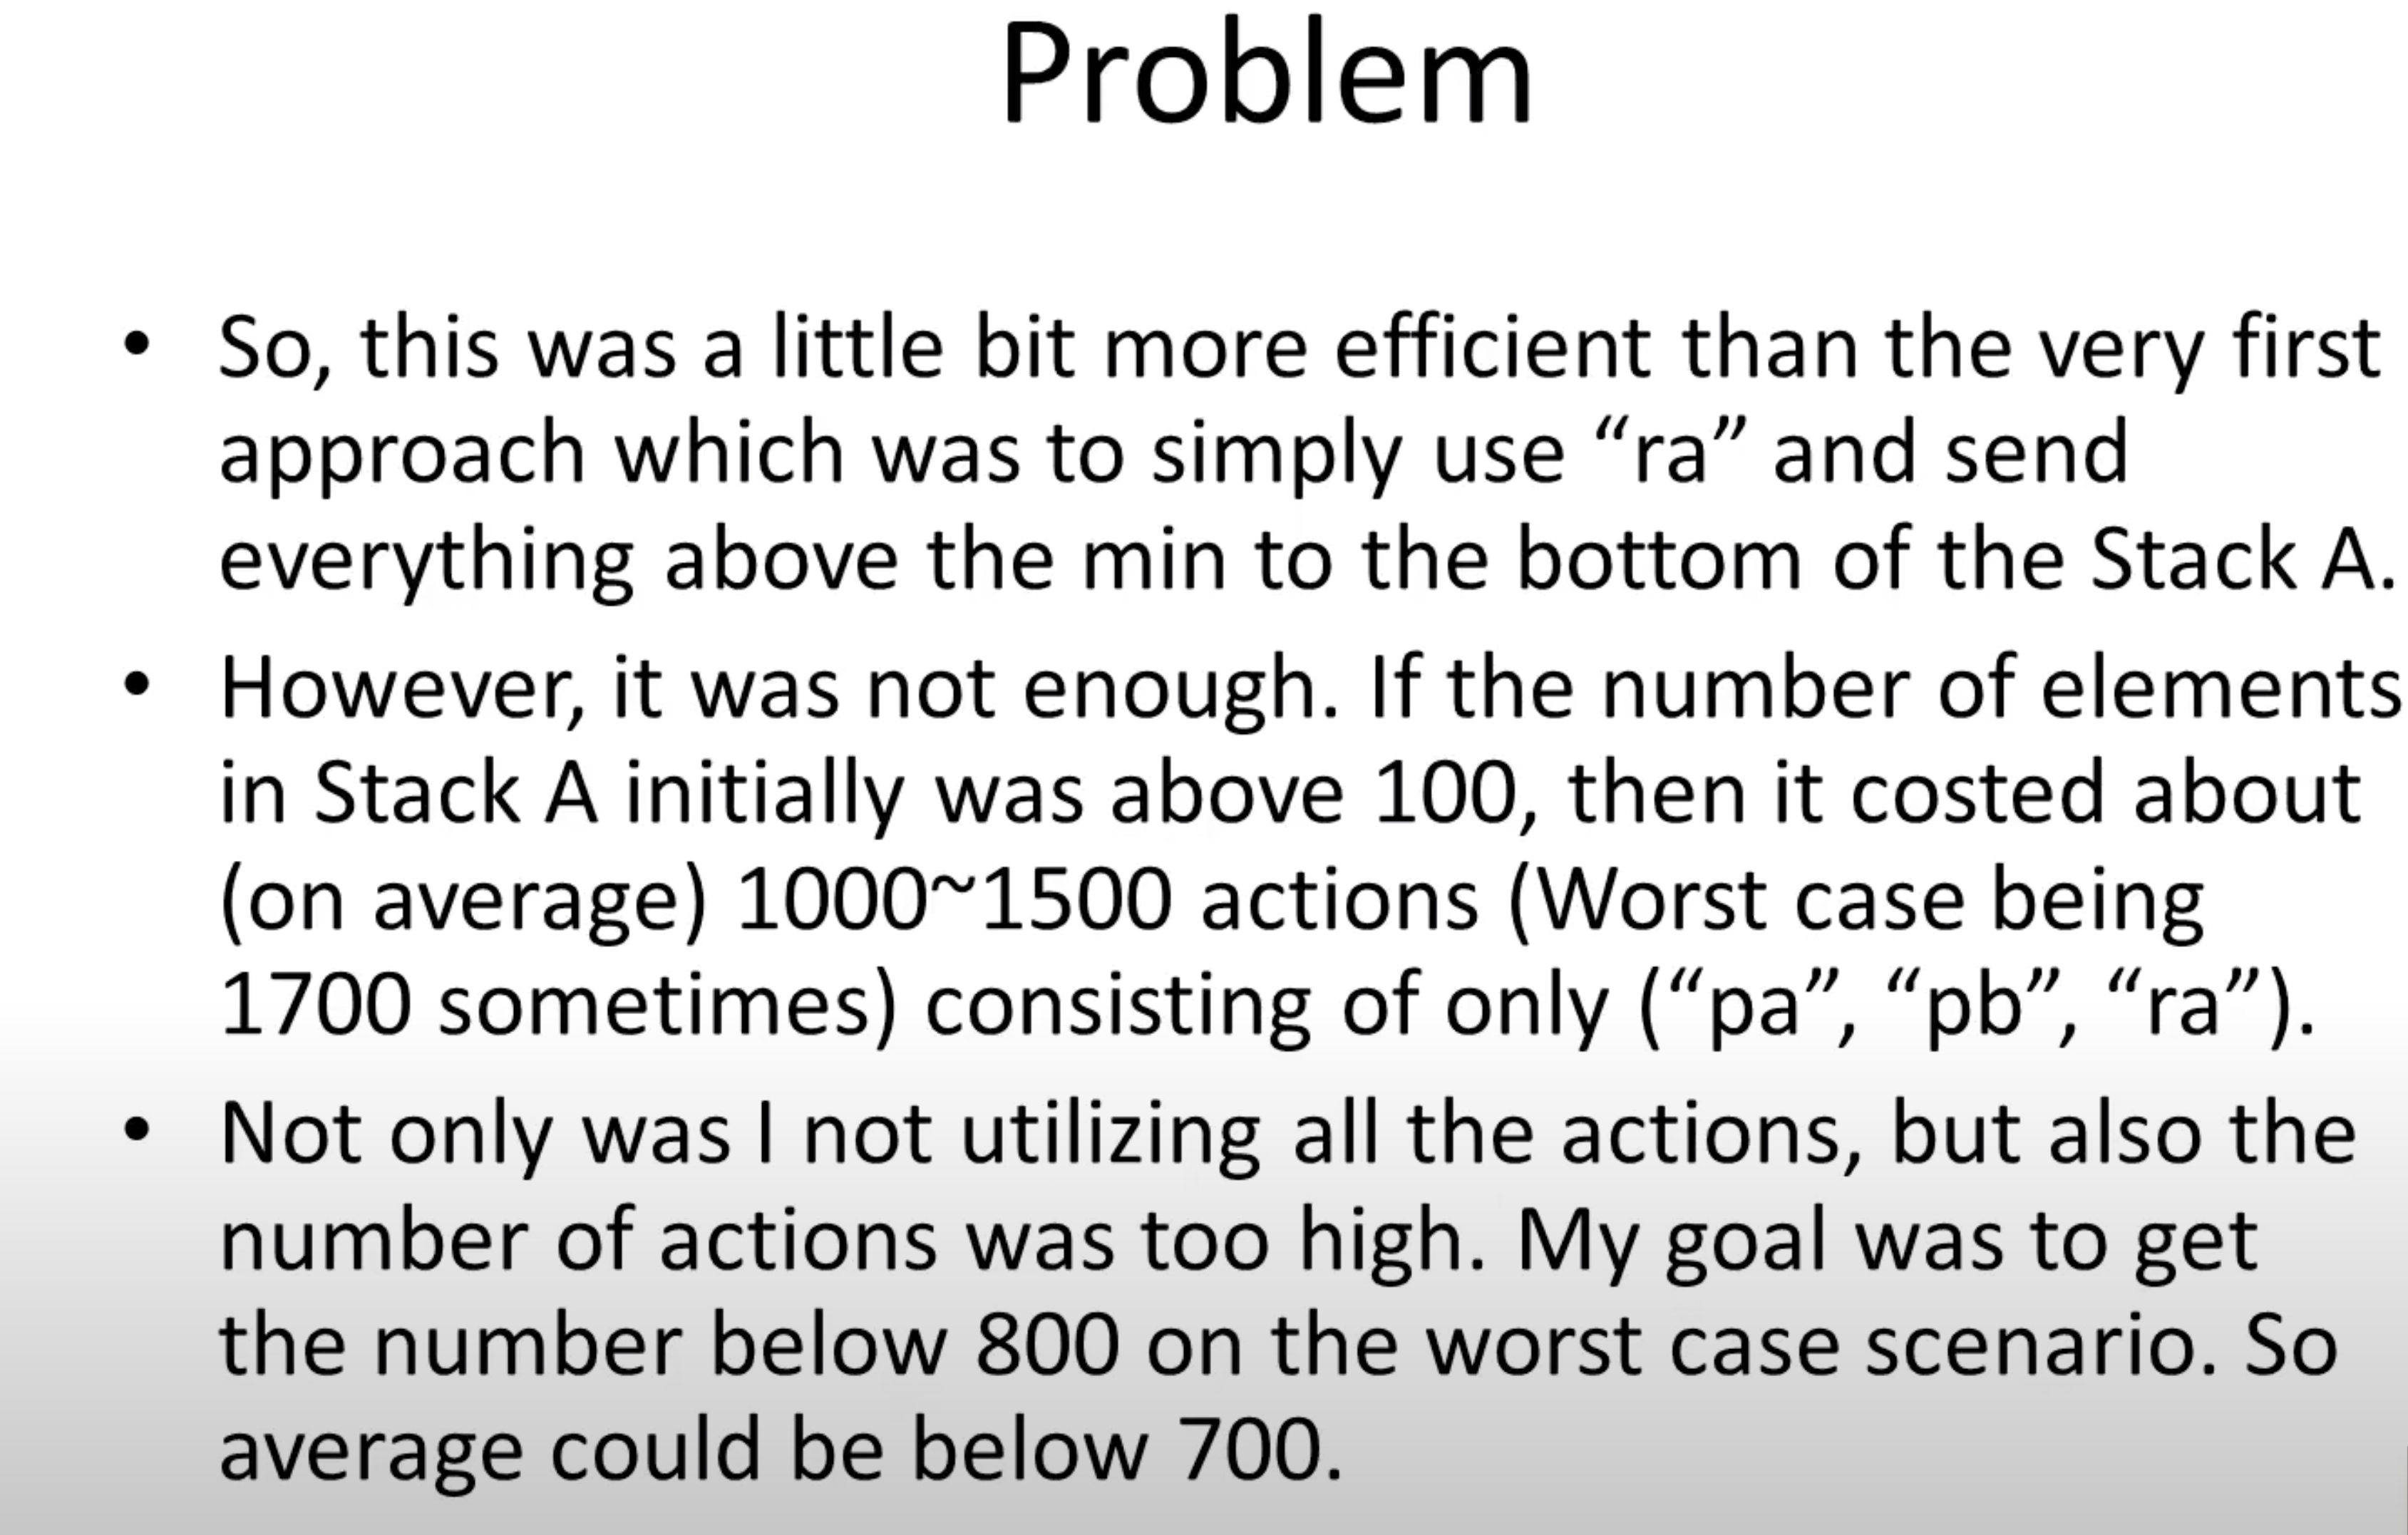 Problem
• So, this was a little bit more efficient than the very first
approach which was to simply use “ra” and send
everything above the min to the bottom of the Stack A.
• However, it was not enough. If the number of elements
in Stack A initially was above 100, then it costed about
(on average) 1000~1500 actions (Worst case being
1700 sometimes) consisting of only (“pa”, “pb”, “ra”).
• Not only was I not utilizing all the actions, but also the
number of actions was too high. My goal was to get
the number below 800 on the worst case scenario. So
average could be below 700.